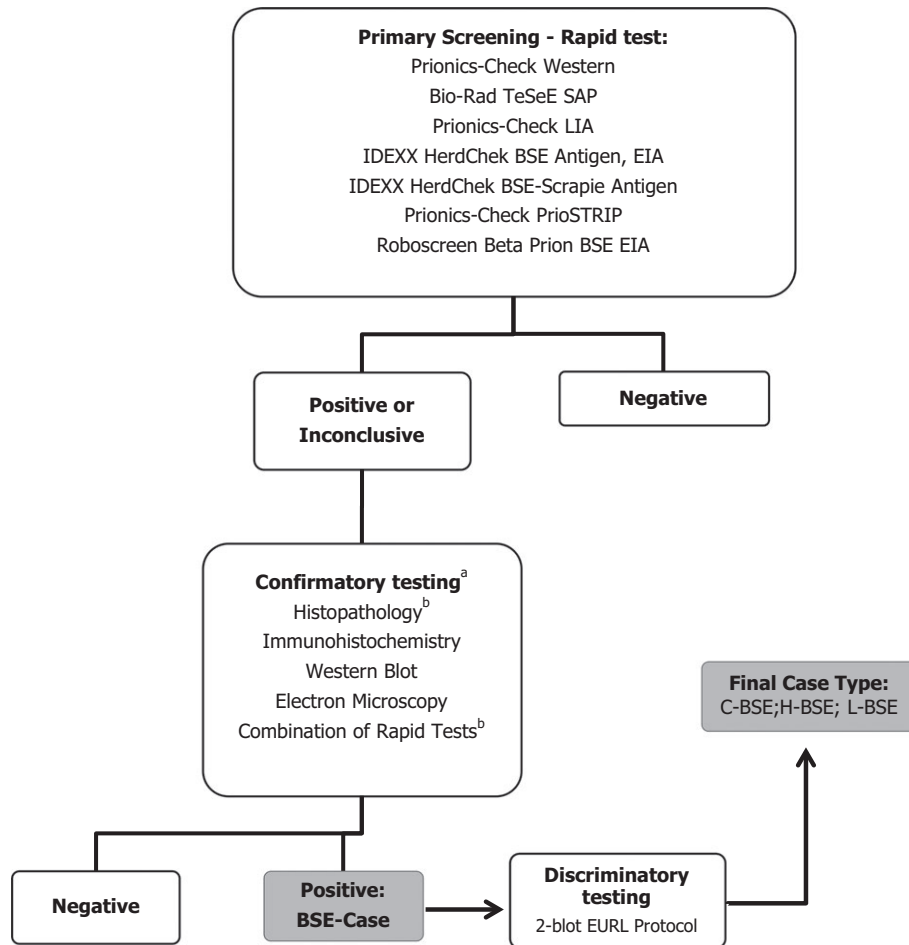 Primary Screening - Rapid test:
Prionics-Check Western
Bio-Rad TeSeE SAP
Prionics-Check LIA
IDEXX HerdChek BSE Antigen, EIA
IDEXX HerdChek BSE-Scrapie Antigen
Prionics-Check PrioSTRIP
Roboscreen Beta Prion BSE EIA
Positive or
Inconclusive
Negative
Confirmatory testing^a
Histopathology^b
Immunohistochemistry
Western Blot
Electron Microscopy
Combination of Rapid Tests^b
Final Case Type:
C-BSE;H-BSE; L-BSE
Negative
Positive:
BSE-Case
Discriminatory
testing
2-blot EURL Protocol